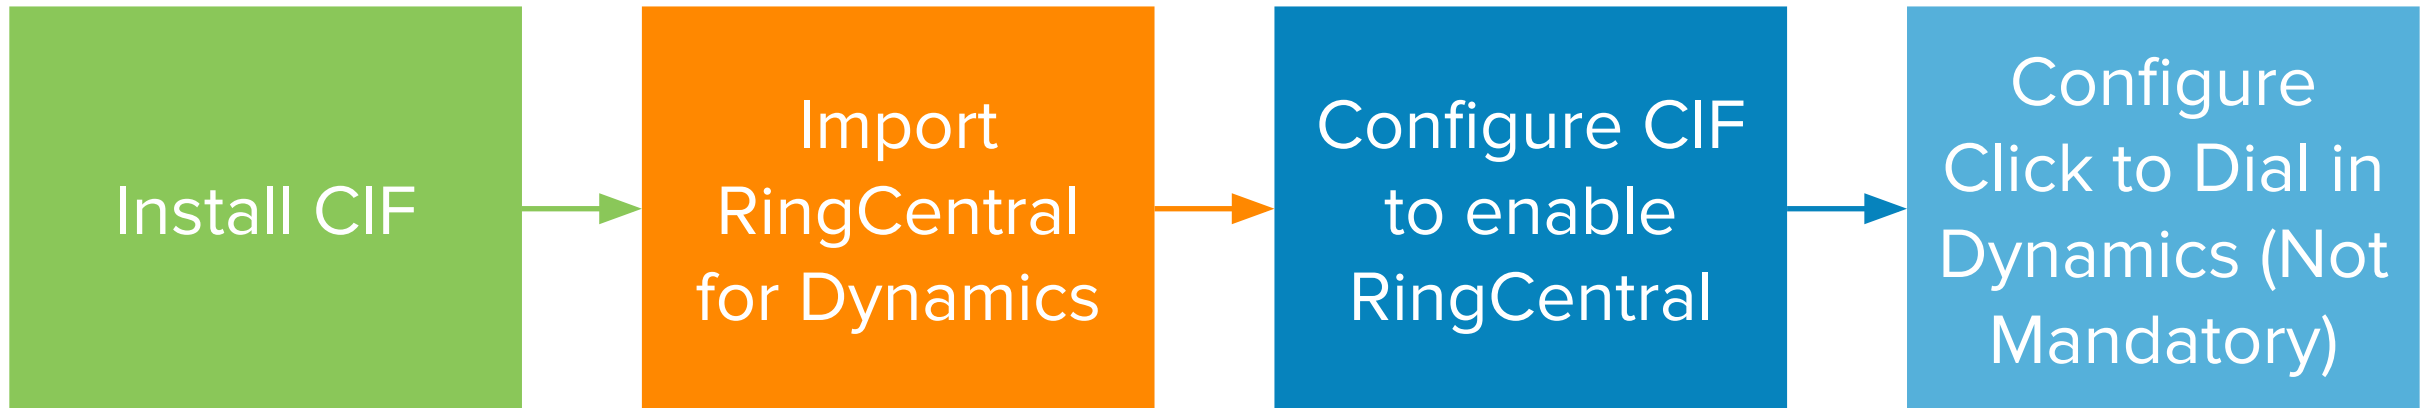 Install CIF
Import
RingCentral
for Dynamics
Configure CIF
to enable
RingCentral
Configure
Click to Dial in
Dynamics (Not
Mandatory)